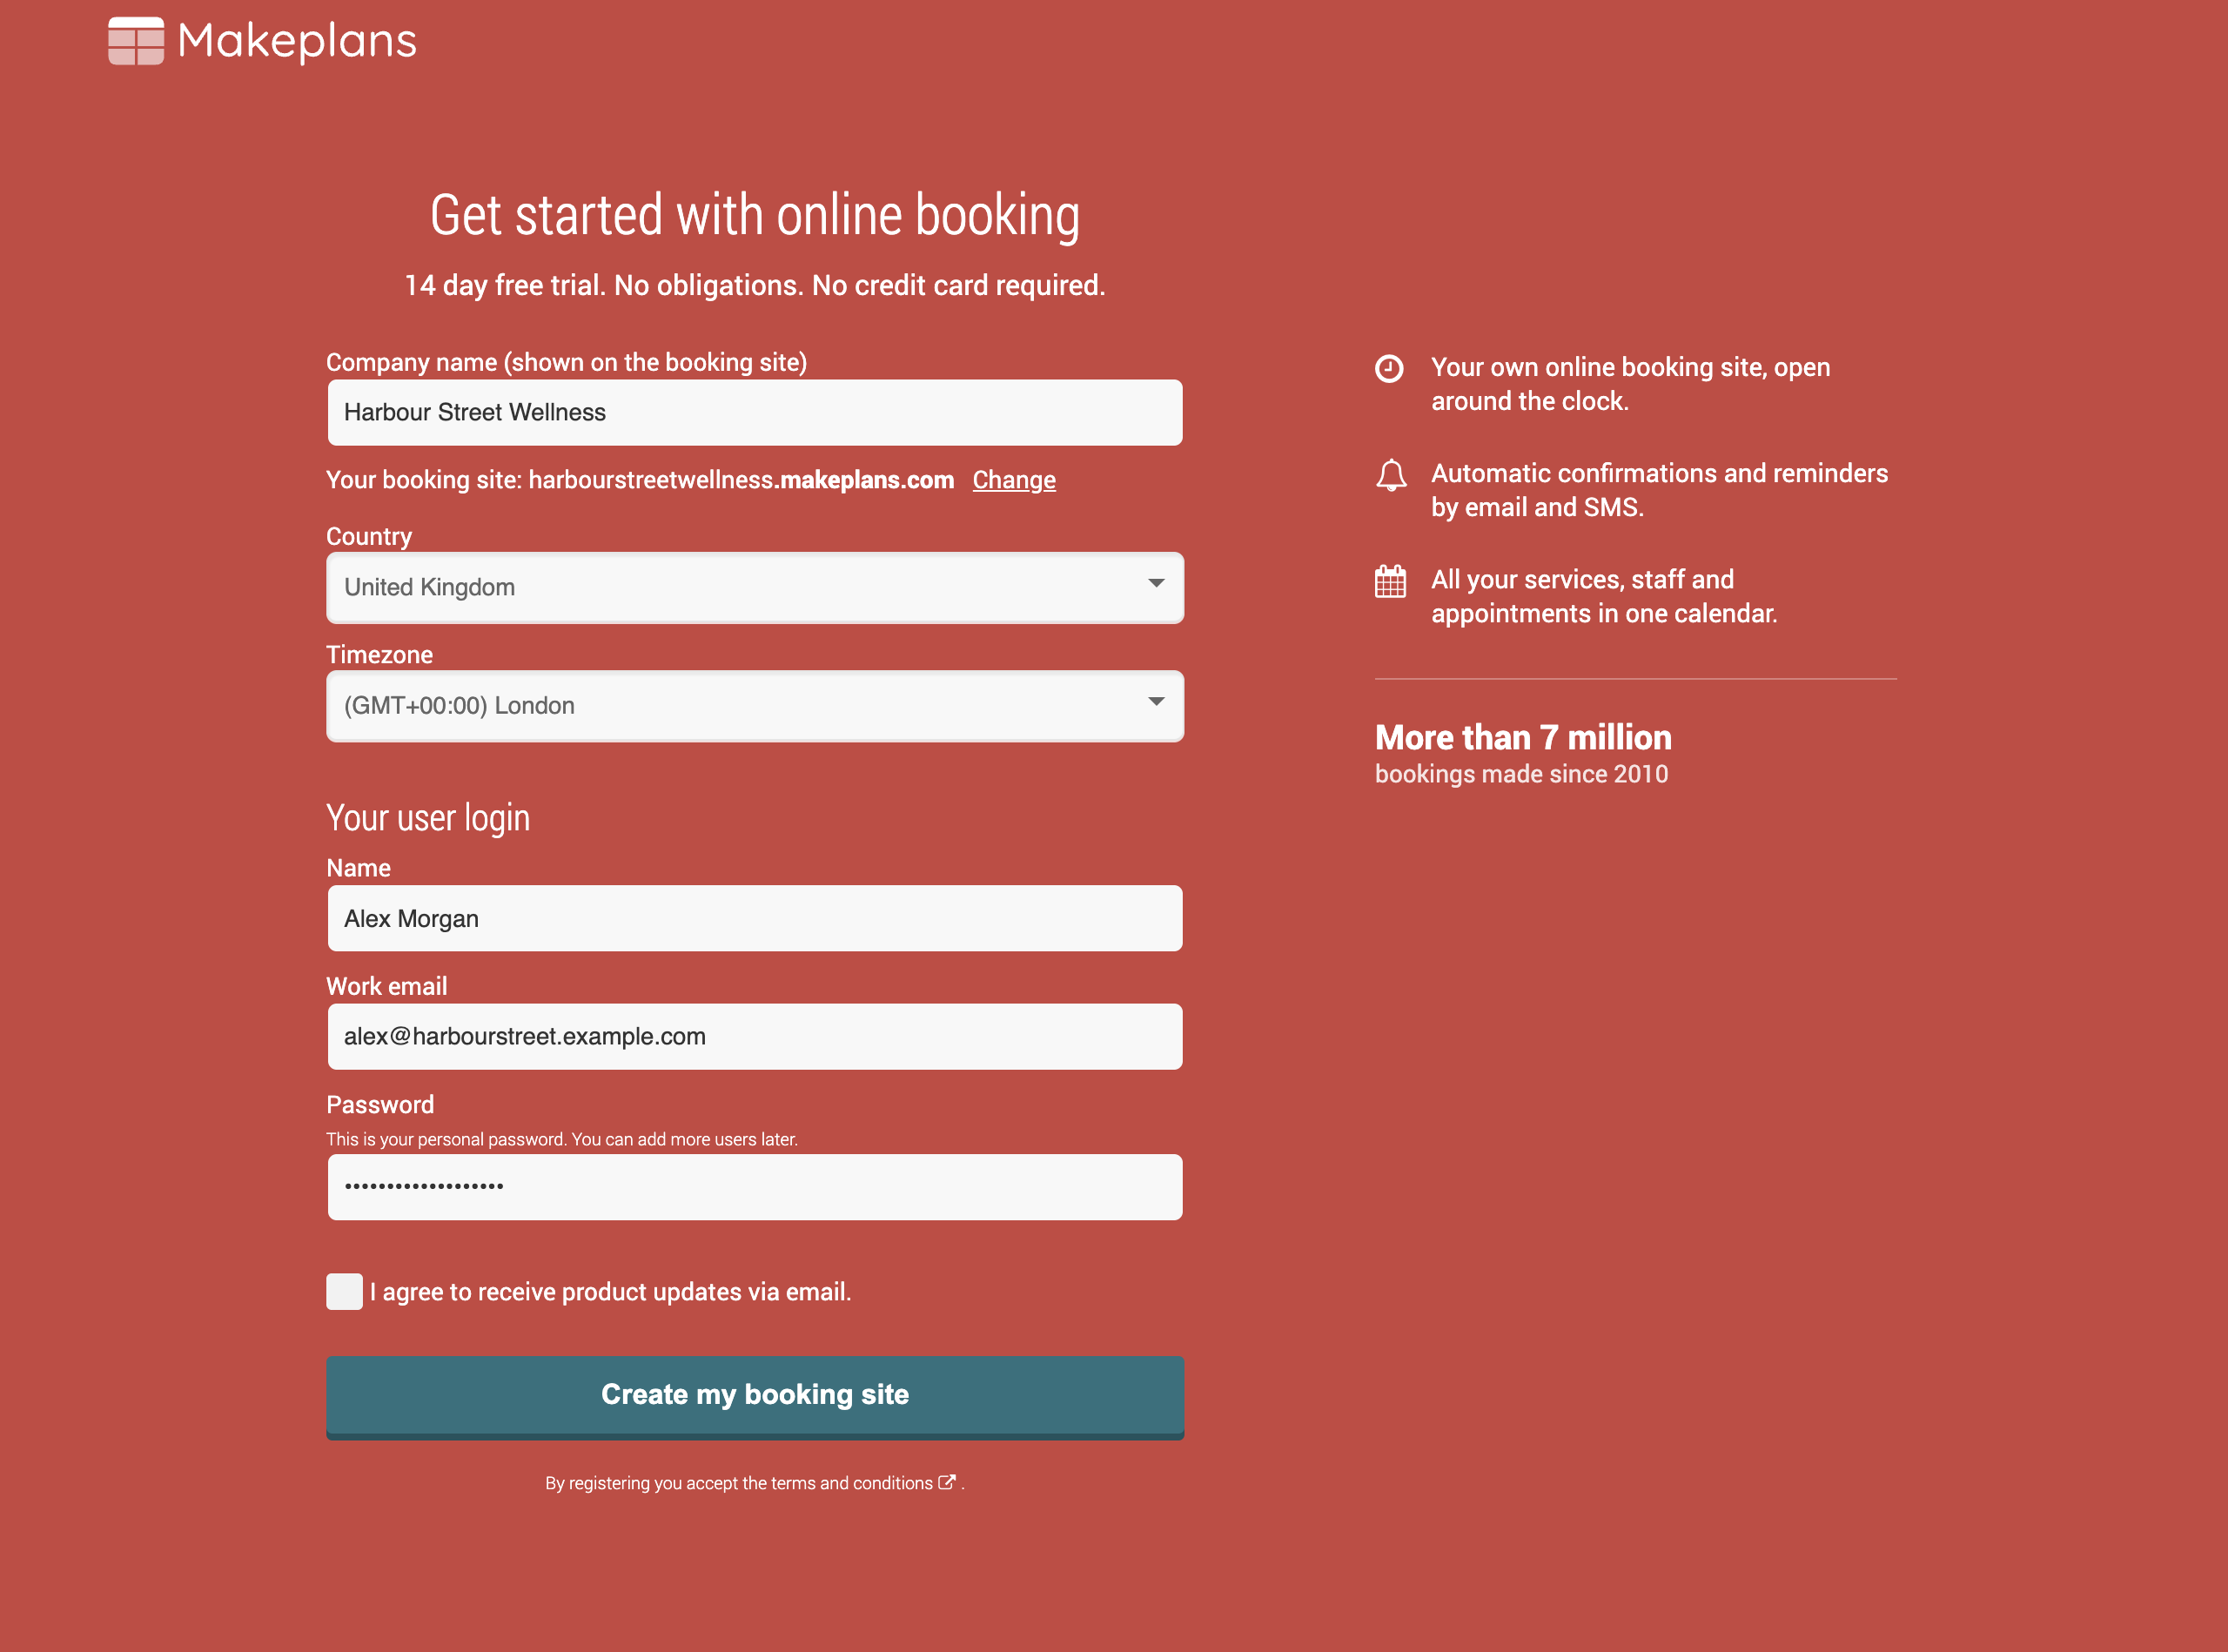 Makeplans
Get started with online booking
14 day free trial. No obligations. No credit card required.
Company name (shown on the booking site)
Harbour Street Wellness
Your booking site: harbourstreetwellness.makeplans.com Change
Country
United Kingdom
Timezone
(GMT+00:00) London
Your user login
Name
Alex Morgan
Work email
alex@harbourstreet.example.com
Password
This is your personal password. You can add more users later.
•••••••••••••••••••
I agree to receive product updates via email.
Create my booking site
By registering you accept the terms and conditions .
Your own online booking site, open
around the clock.
Automatic confirmations and reminders
by email and SMS.
All your services, staff and
appointments in one calendar.
More than 7 million
bookings made since 2010